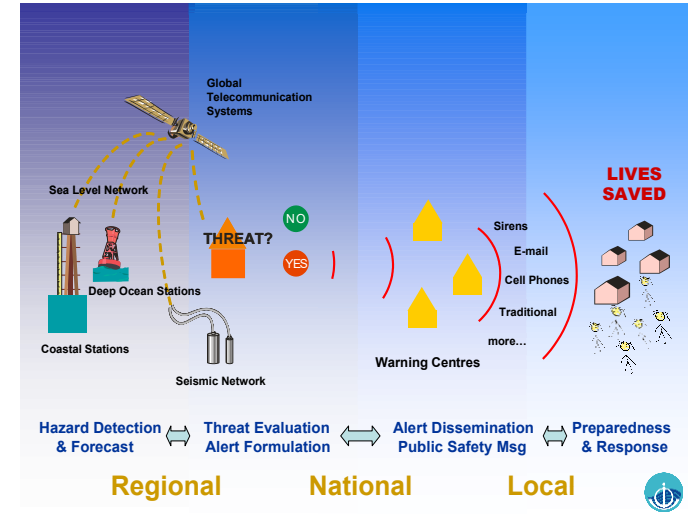 Global
Telecommunication
Systems
Sea Level Network
THREAT?
NO
YES
Deep Ocean Stations
Coastal Stations
Seismic Network
Sirens
E-mail
Cell Phones
Traditional
more…
Warning Centres
LIVES
SAVED
Hazard Detection
& Forecast
Threat Evaluation
Alert Formulation
Alert Dissemination
Public Safety Msg
Preparedness
& Response
Regional
National
Local